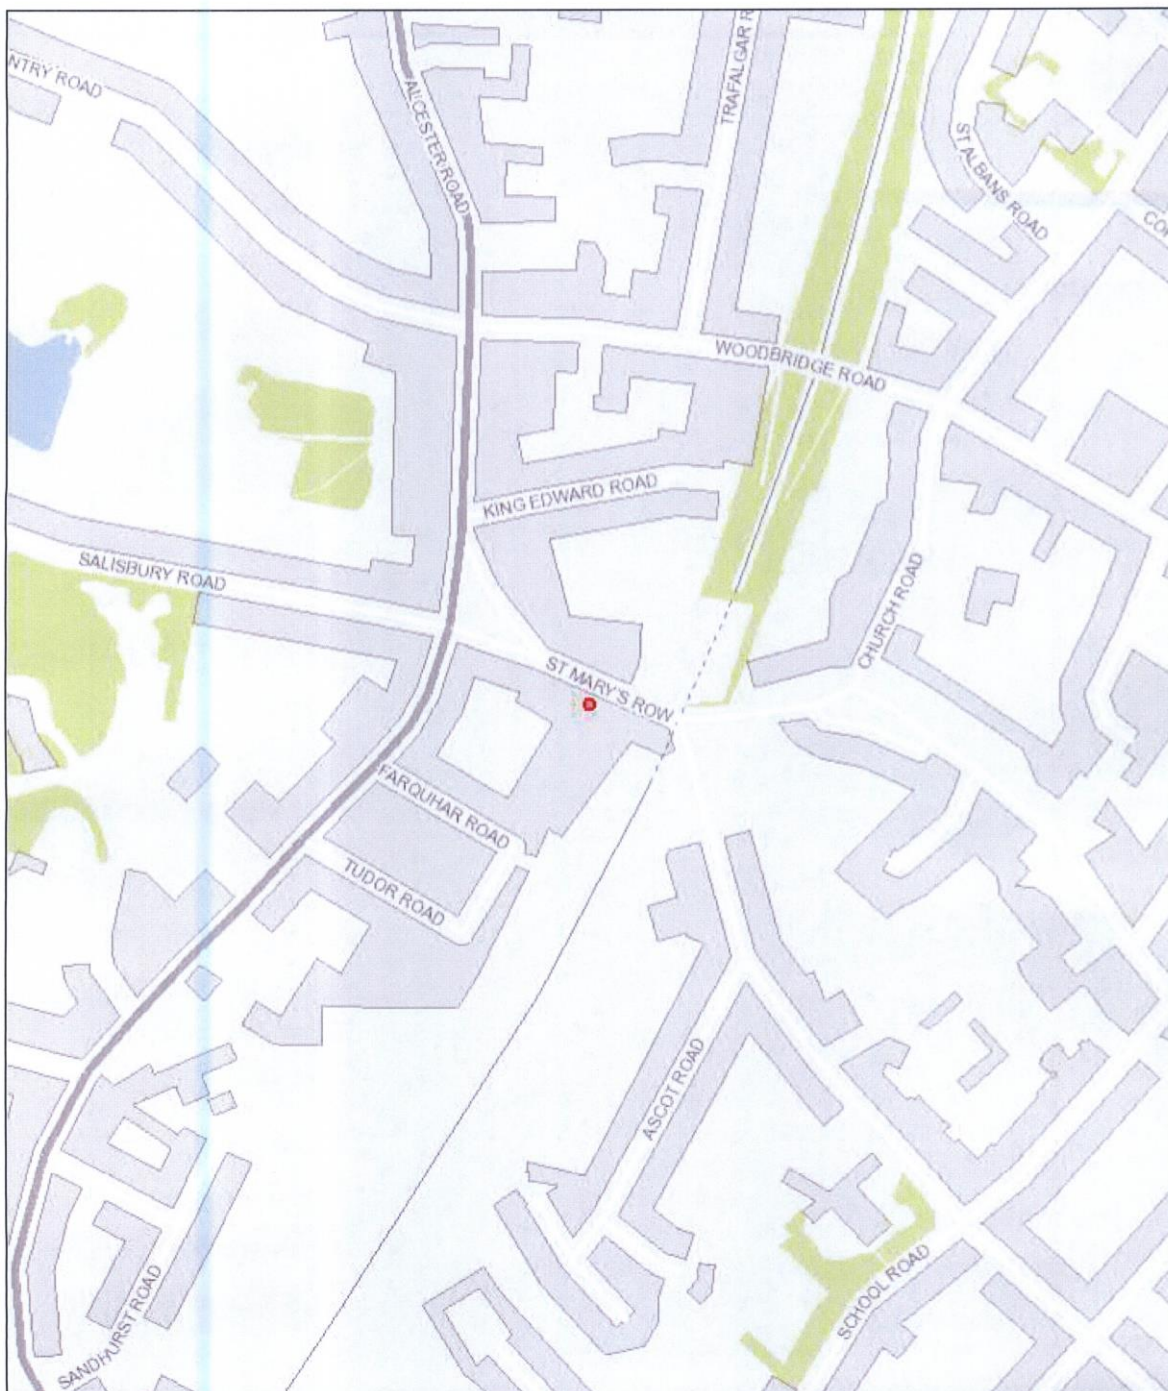 NTRY ROAD
ALCESTER ROAD
TRAFALGAR R
ST ALBANS ROAD
CO
WOODBRIDGE ROAD
KING EDWARD ROAD
SALISBURY ROAD
CHURCH ROAD
ST MARY'S ROW
FARQUHAR ROAD
TUDOR ROAD
ASCOT ROAD
SCHOOL ROAD
SANDHURST ROAD